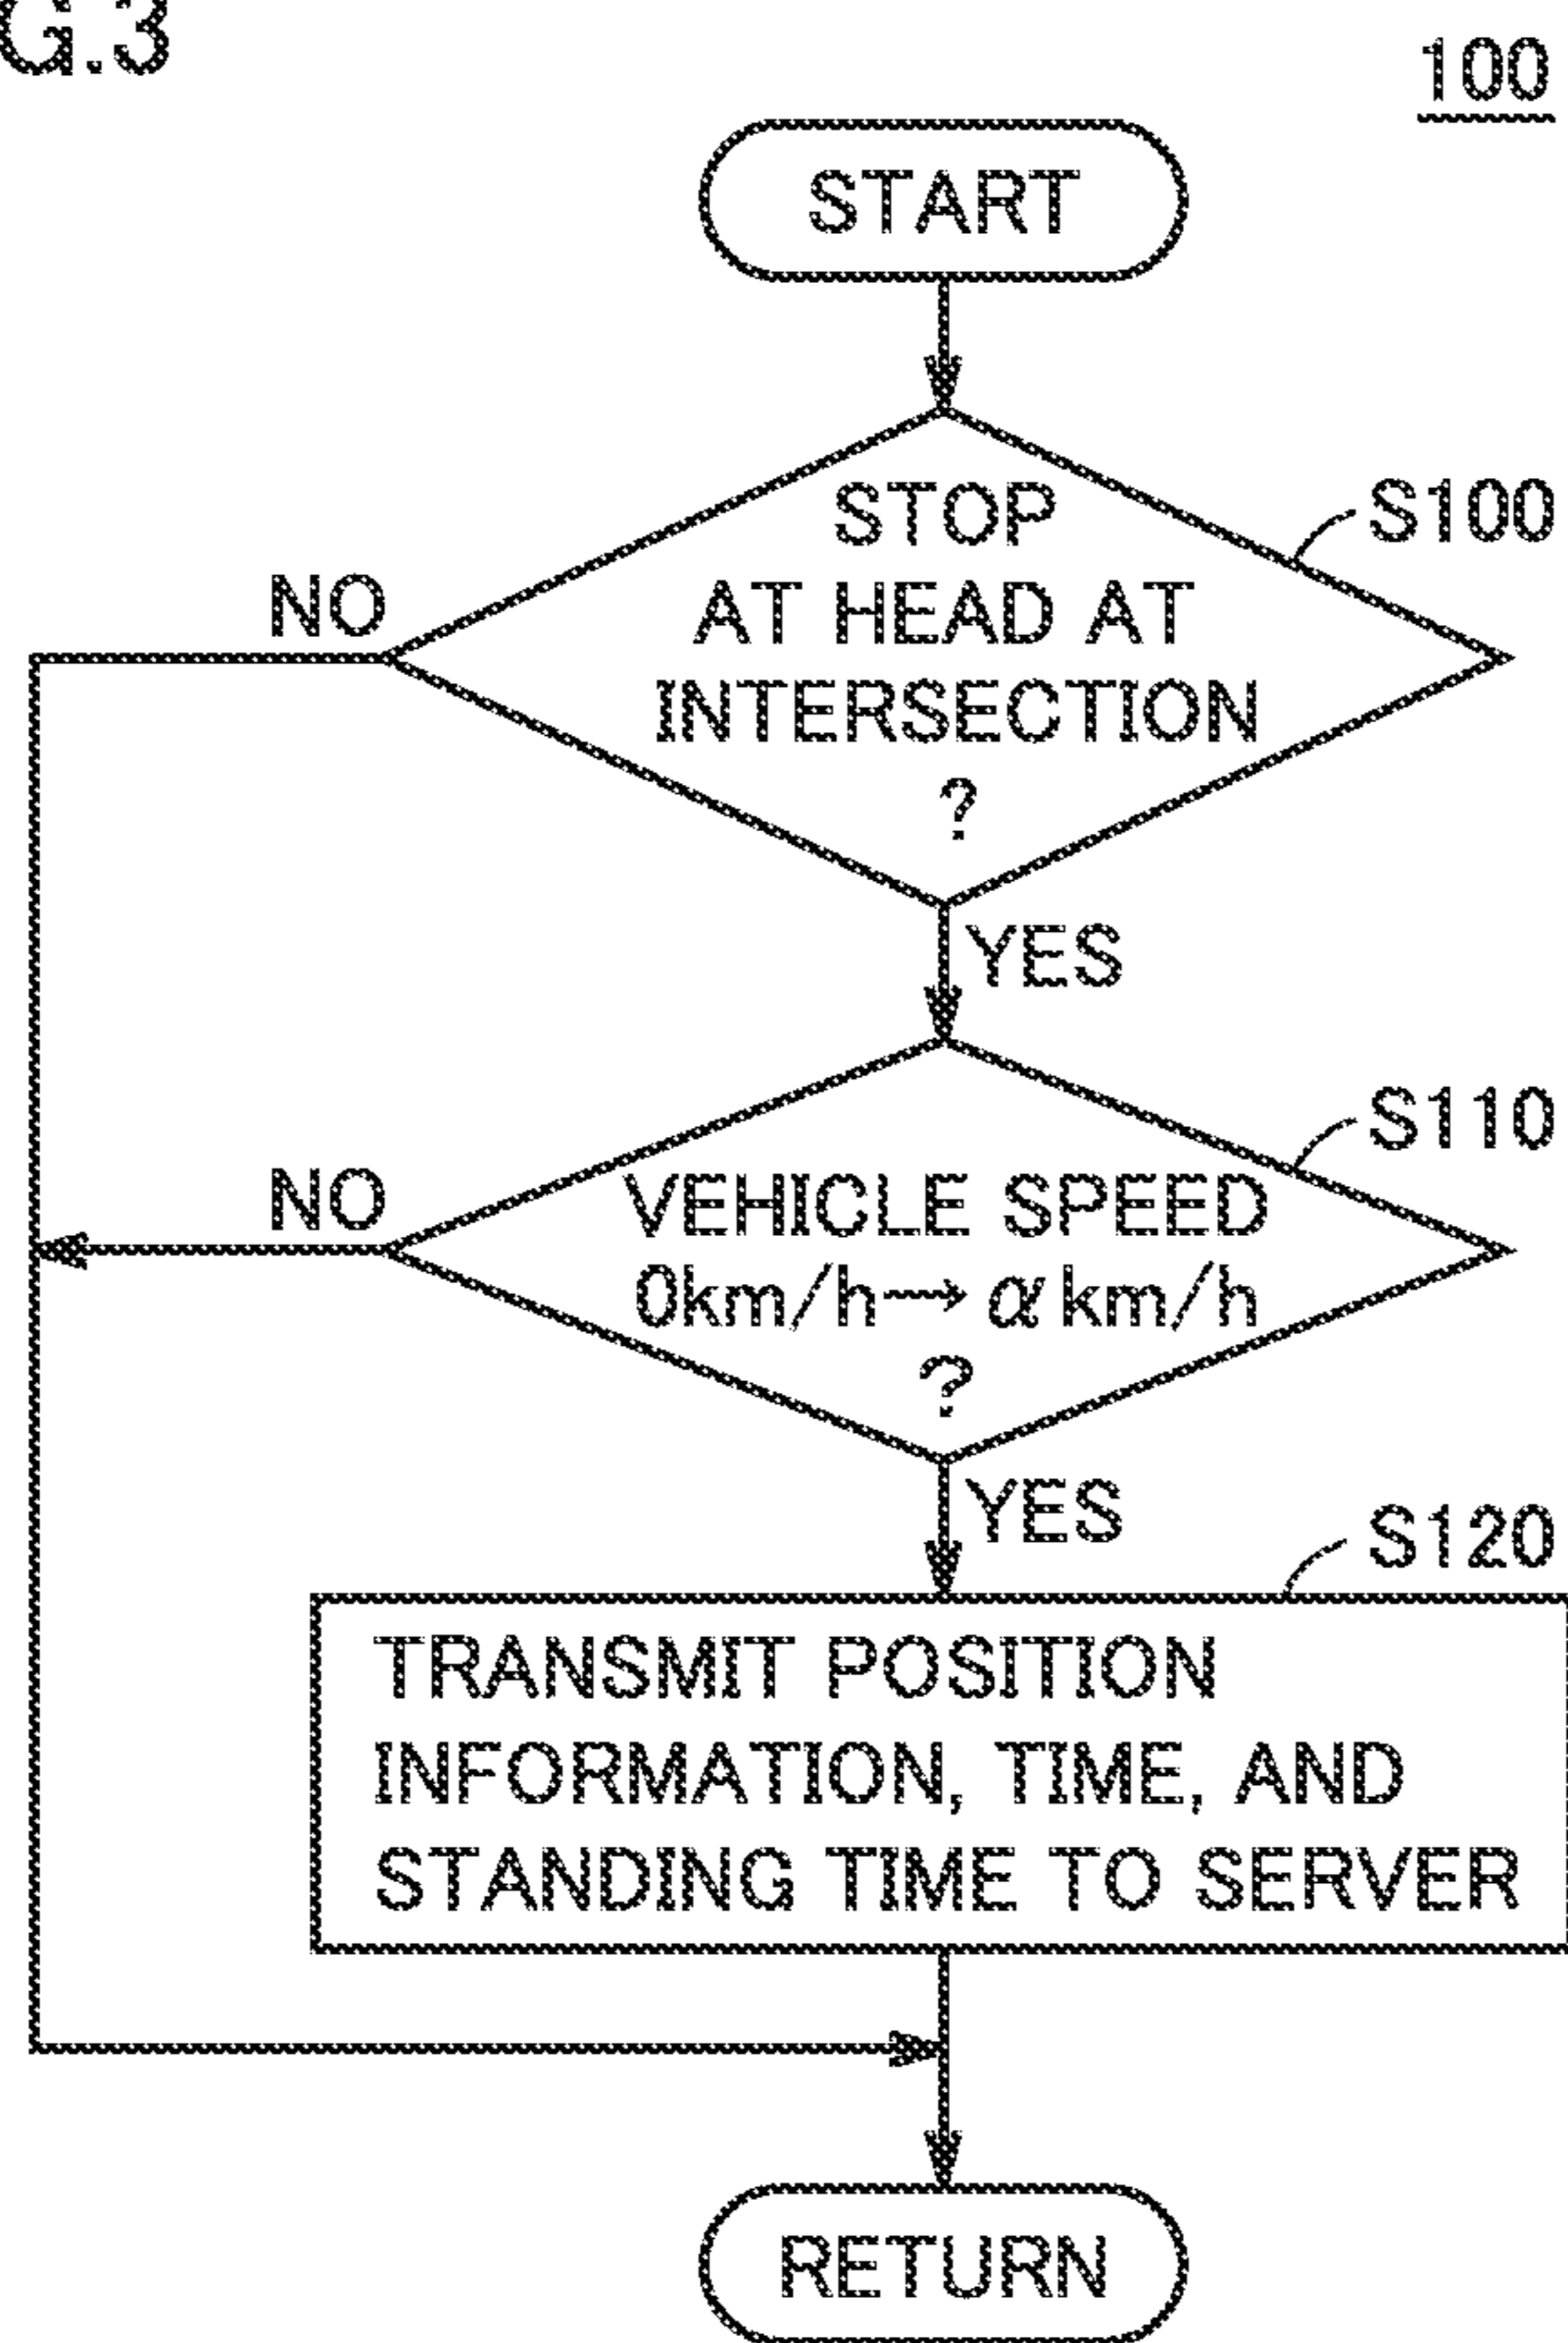 G.3
100
START
STOP
AT HEAD AT
INTERSECTION
?
S100
NO
YES
VEHICLE SPEED
0km/h→αkm/h
?
S110
NO
YES
S120
TRANSMIT POSITION
INFORMATION, TIME, AND
STANDING TIME TO SERVER
RETURN